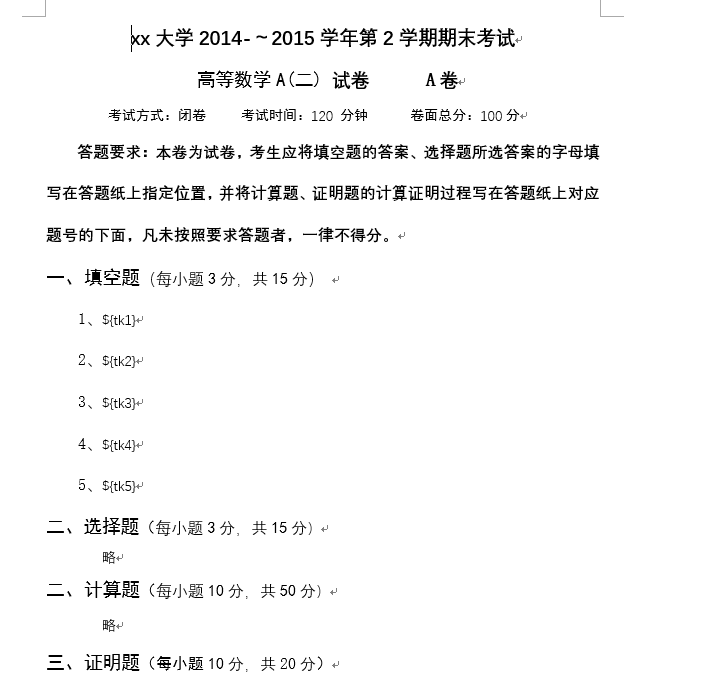 xx 大学 2014-～2015 学年第 2 学期期末考试
高等数学 A(二) 试卷 A 卷
考试方式：闭卷 考试时间：120 分钟 卷面总分：100 分
答题要求：本卷为试卷，考生应将填空题的答案、选择题所选答案的字母填
写在答题纸上指定位置，并将计算题、证明题的计算证明过程写在答题纸上对应
题号的下面，凡未按照要求答题者，一律不得分。
一、填空题（每小题 3 分，共 15 分）
1、${tk1}
2、${tk2}
3、${tk3}
4、${tk4}
5、${tk5}
二、选择题（每小题 3 分，共 15 分）
略
二、计算题（每小题 10 分，共 50 分）
略
三、证明题（每小题 10 分，共 20 分）